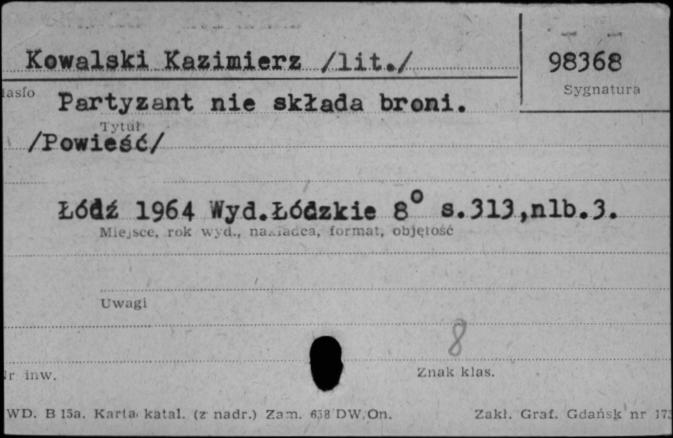 Kowalski Kazimierz /lit./
98368
Sygnatura
Partyzant nie składa broni.
Tytuł
/Powieść/
Łódź 1964 Wyd.Łódzkie 8° s.313,nlb.3.
Miejsce, rok wyd., nakładca, format, objętość
Uwagi
8
Nr inw.
Znak klas.
WD. B 15a. Karta katal. (z nadr.) Zam. 658 DW.On.
Zakł. Graf. Gdańsk nr